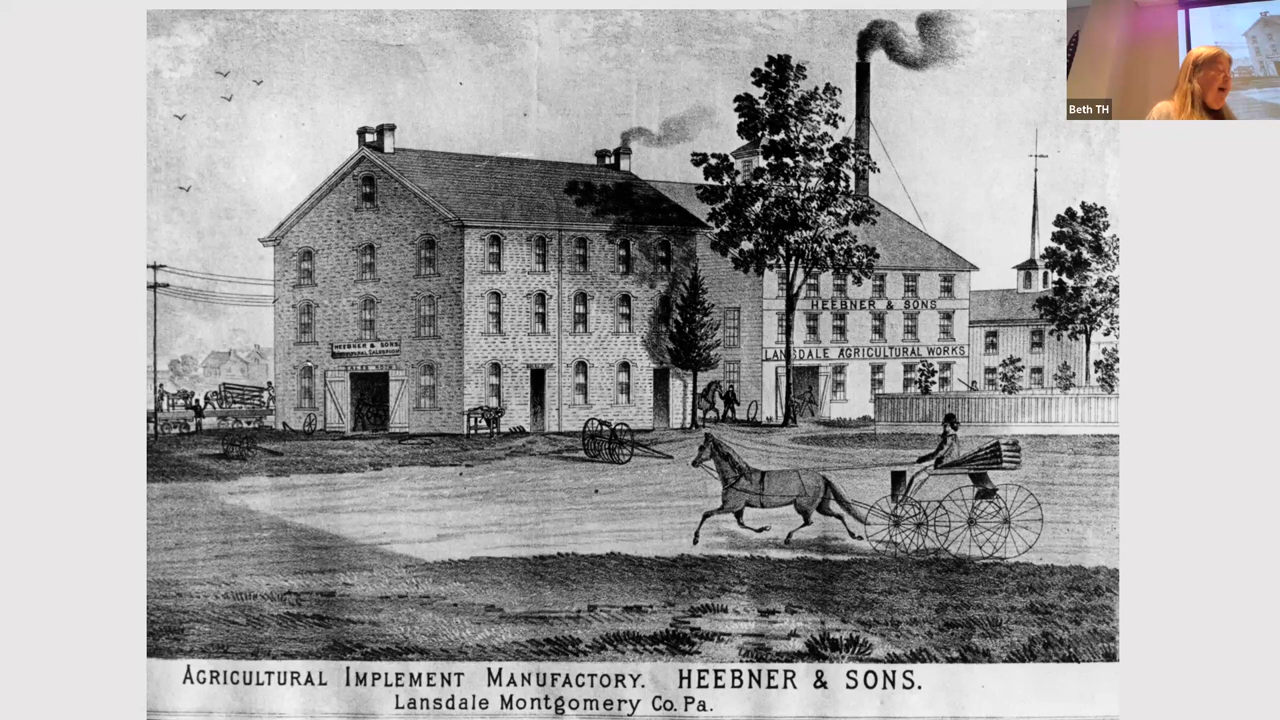 Beth TH
HEEBNER & SONS
HEEBNER & SONS
LANSDALE AGRICULTURAL WORKS
AGRICULTURAL IMPLEMENT MANUFACTORY. HEEBNER & SONS.
Lansdale Montgomery Co. Pa.